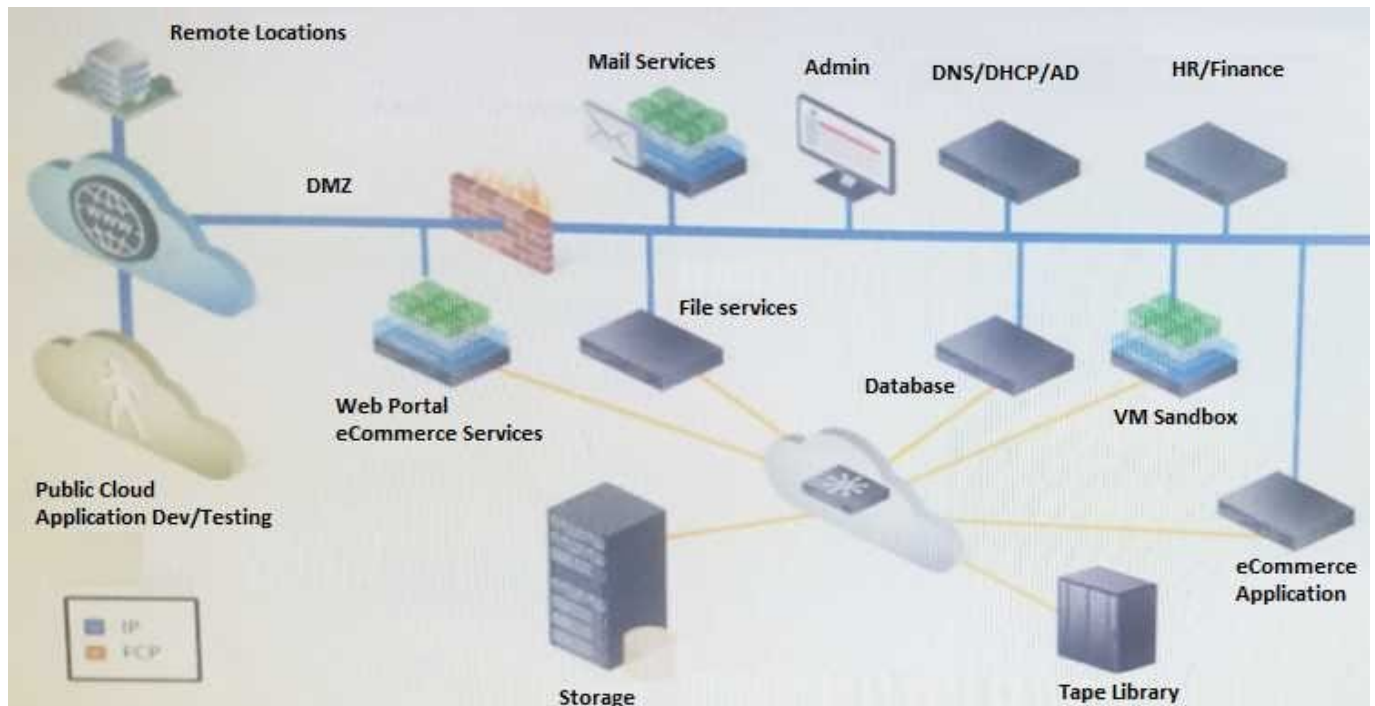 Remote Locations
Mail Services
Admin
DNS/DHCP/AD
HR/Finance
DMZ
File services
Database
VM Sandbox
Web Portal
eCommerce Services
Public Cloud
Application Dev/Testing
eCommerce
Application
IP
FCP
Storage
Tape Library